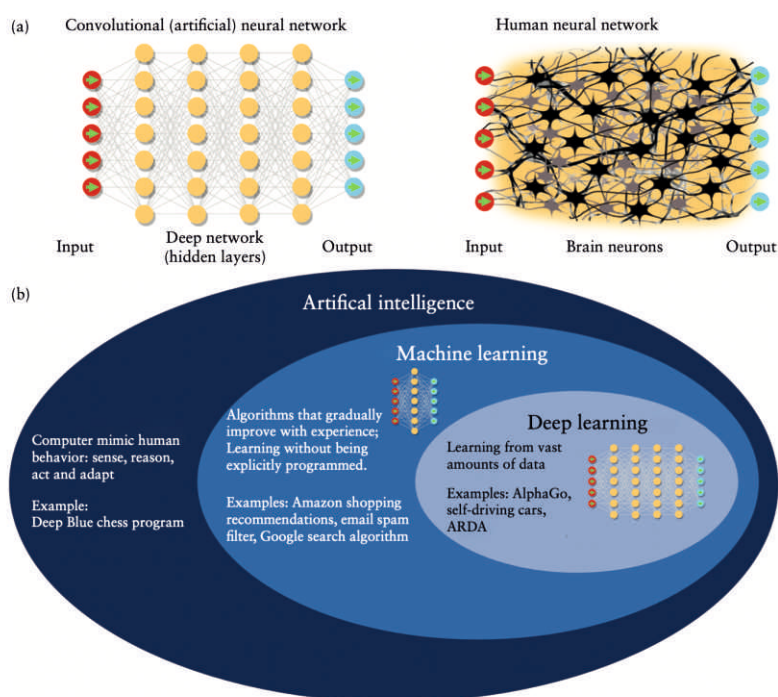 (a)
Convolutional (artificial) neural network
Human neural network
Input
Deep network
(hidden layers)
Output
Input
Brain neurons
Output
(b)
Artifical intelligence
Machine learning
Algorithms that gradually
improve with experience;
Learning without being
explicitly programmed.
Examples: Amazon shopping
recommendations, email spam
filter, Google search algorithm
Deep learning
Learning from vast
amounts of data
Examples: AlphaGo,
self-driving cars,
ARDA
Computer mimic human
behavior: sense, reason,
act and adapt
Example:
Deep Blue chess program